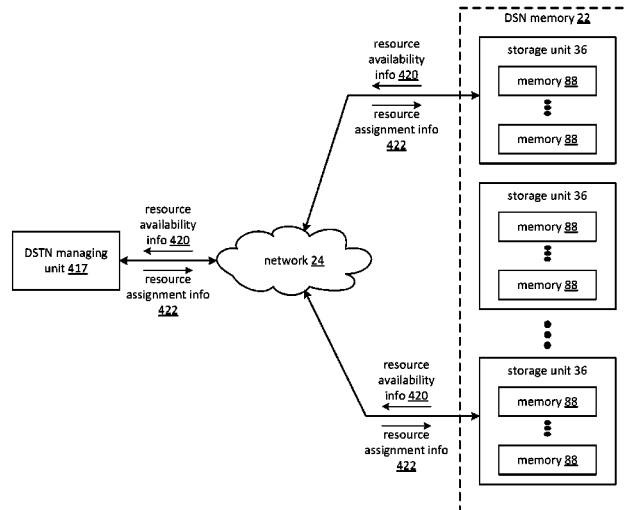 DSN memory 22
storage unit 36
memory 88
memory 88
resource
availability
info 420
resource
assignment info
422
storage unit 36
memory 88
memory 88
resource
availability
info 420
DSTN managing
unit 417
resource
assignment info
422
network 24
storage unit 36
memory 88
memory 88
resource
availability
info 420
resource
assignment info
422